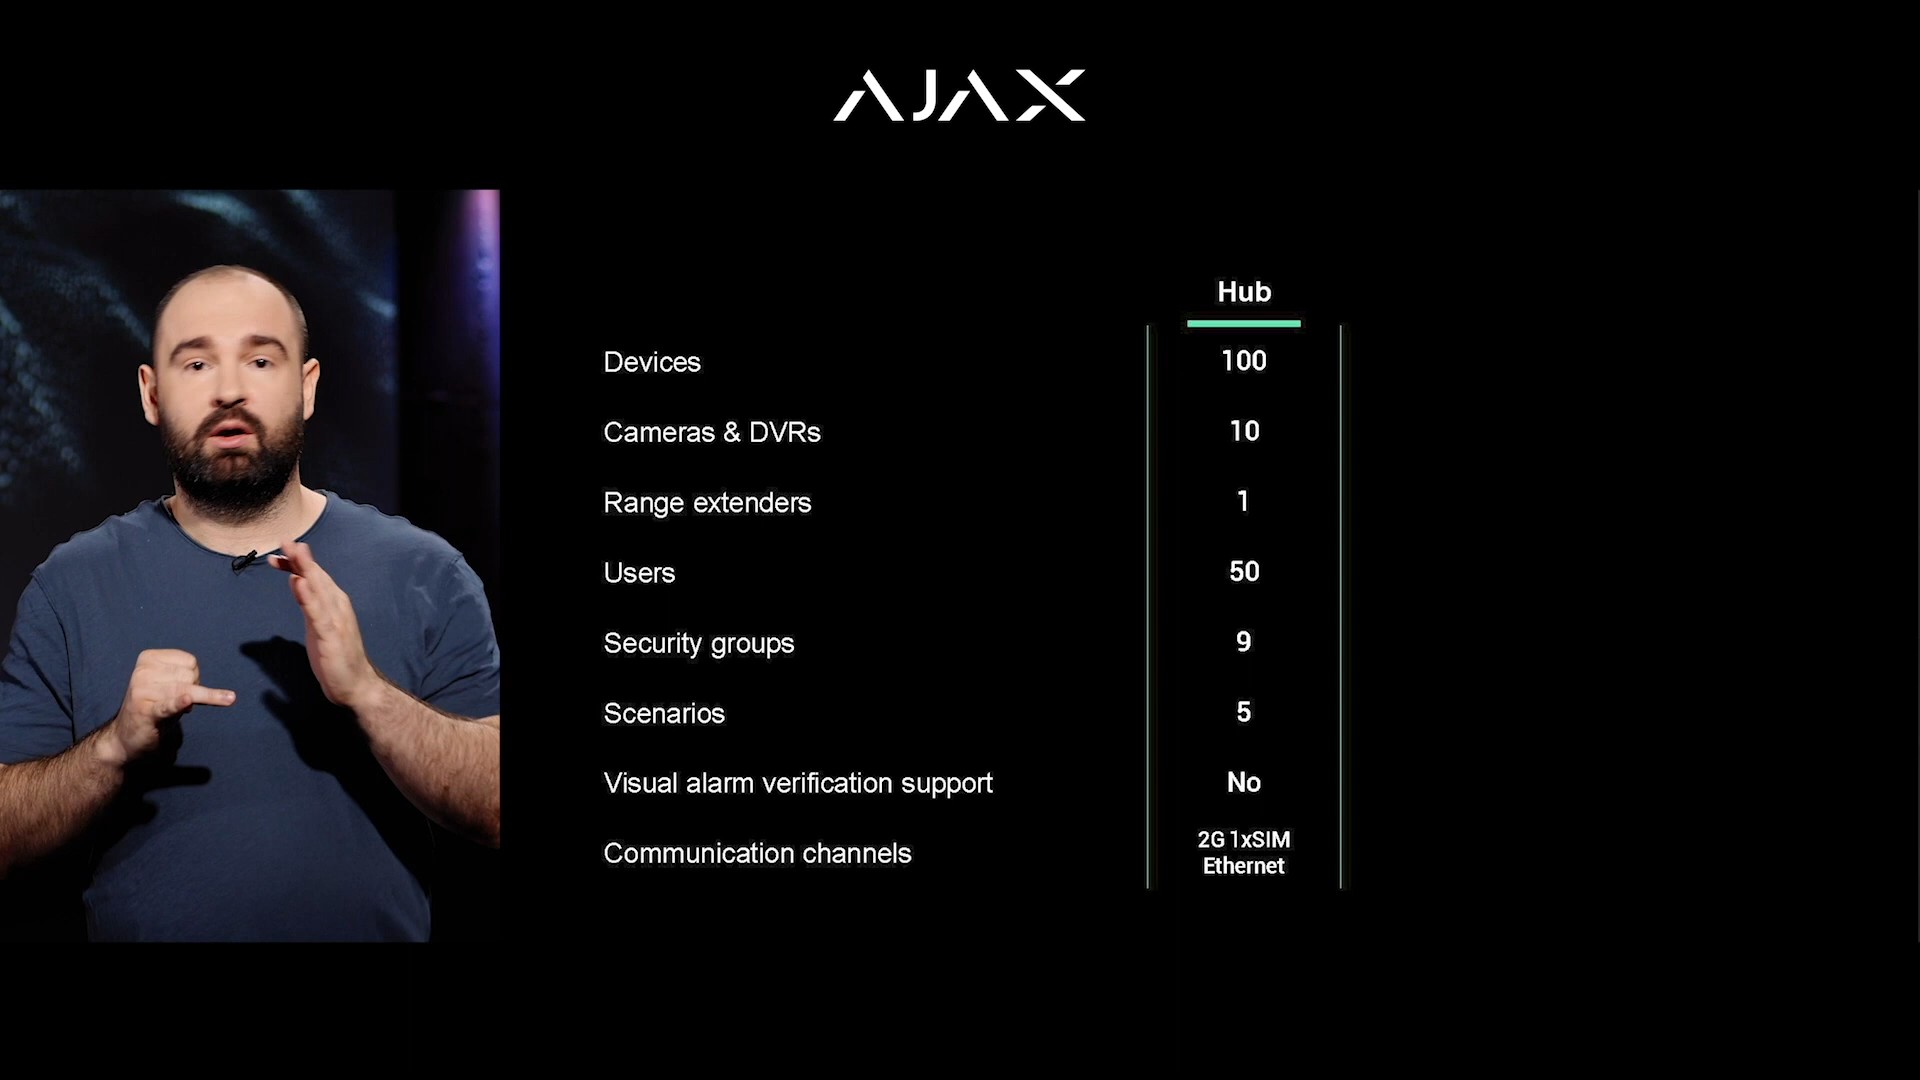 AJAX
Hub
Devices 100
Cameras & DVRs 10
Range extenders 1
Users 50
Security groups 9
Scenarios 5
Visual alarm verification support No
Communication channels 2G 1xSIM
Ethernet